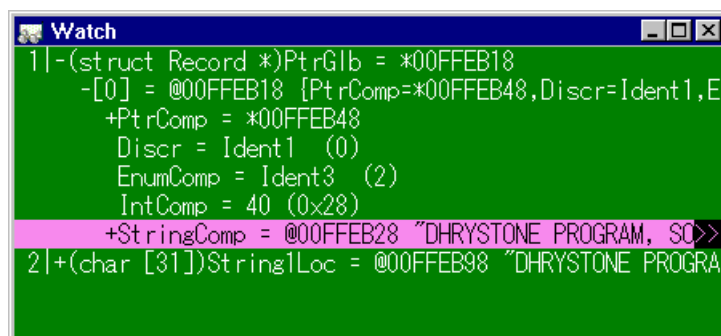 Watch
1|-(struct Record *)PtrGlb = *00FFEB18
-[0] = @00FFEB18 {PtrComp=*00FFEB48,Discr=Ident1,E
+PtrComp = *00FFEB48
Discr = Ident1 (0)
EnumComp = Ident3 (2)
IntComp = 40 (0x28)
+StringComp = @00FFEB28 "DHRYSTONE PROGRAM, SO>>
2|+(char [31])String1Loc = @00FFEB98 "DHRYSTONE PROGRA